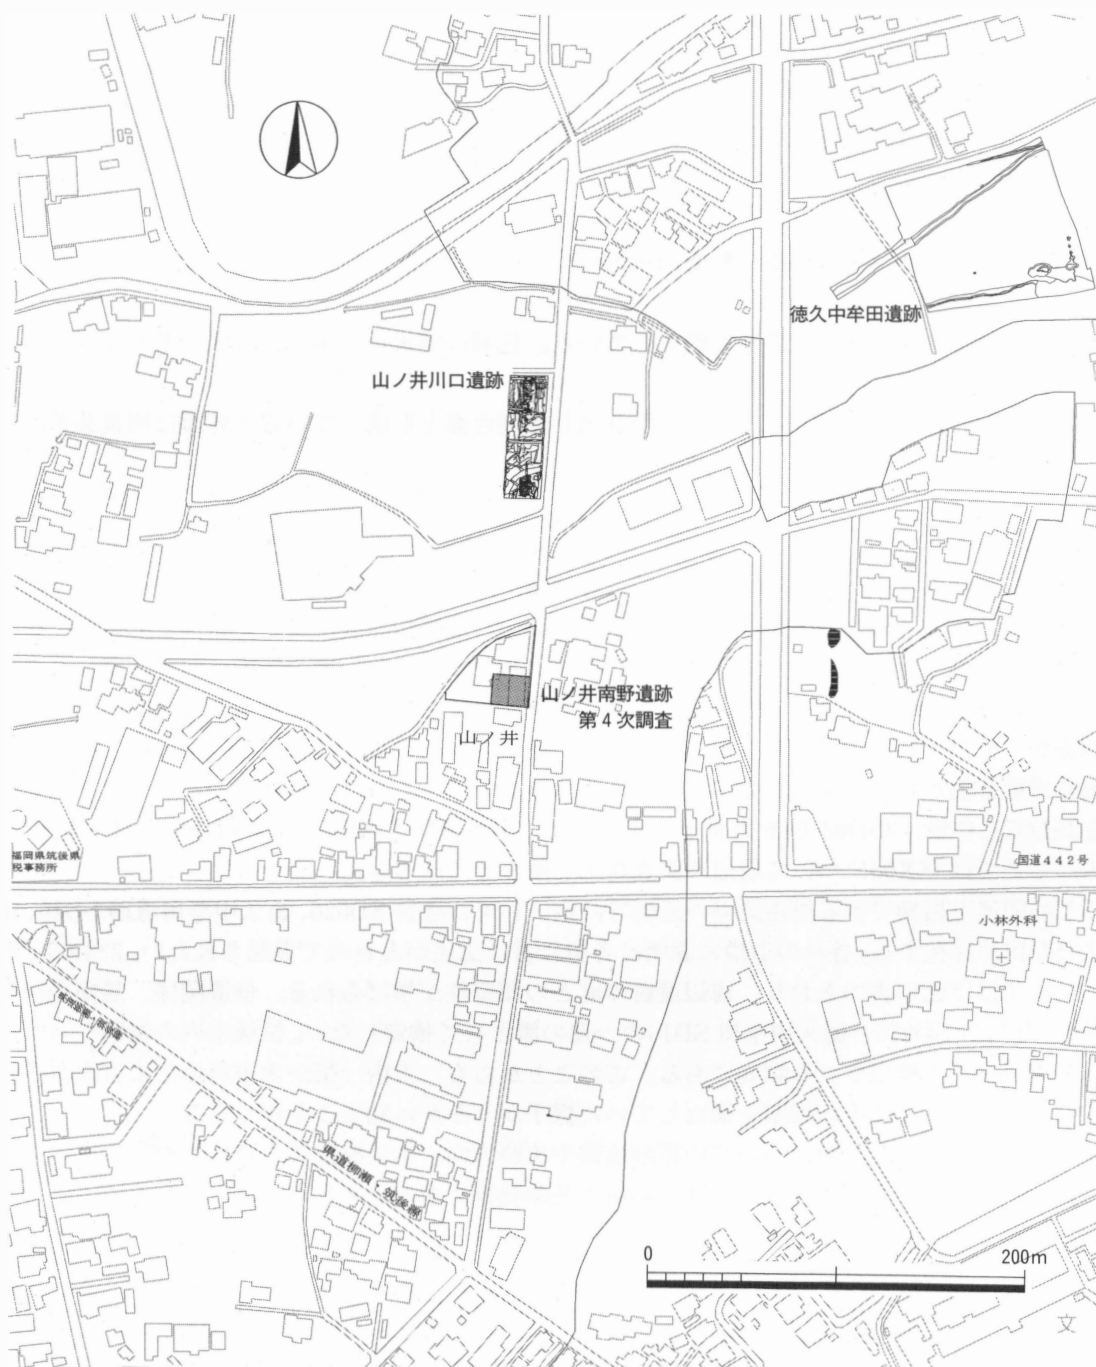 徳久中牟田遺跡
山ノ井川口遺跡
山ノ井南野遺跡
第4次調査
山ノ井
福岡県筑後県
税事務所
国道442号
小林外科
県道柳瀬・筑後線
0
200m
文